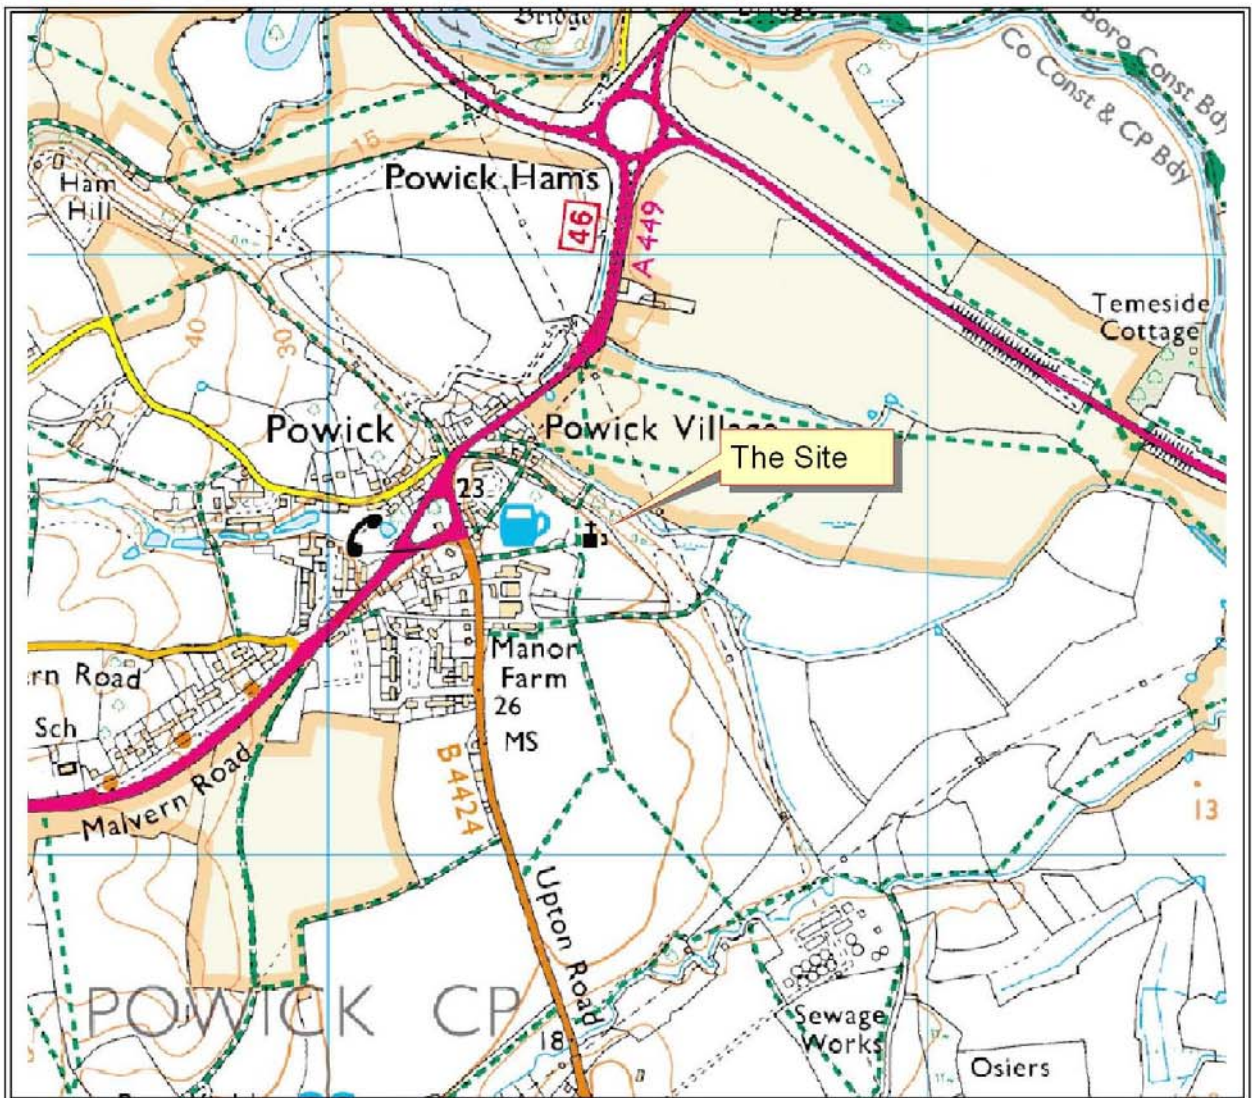 Bridge
Boro Const Bdy
Co Const & CP Bdy
15
Ham
Hill
Powick Hams
46
A 449
Temeside
Cottage
40
30
Powick
Powick Village
The Site
23
Manor
Farm
rn Road
26
Sch
MS
B 4424
Malvern Road
13
Upton Road
POWICK CP
Sewage
Works
18
Osiers